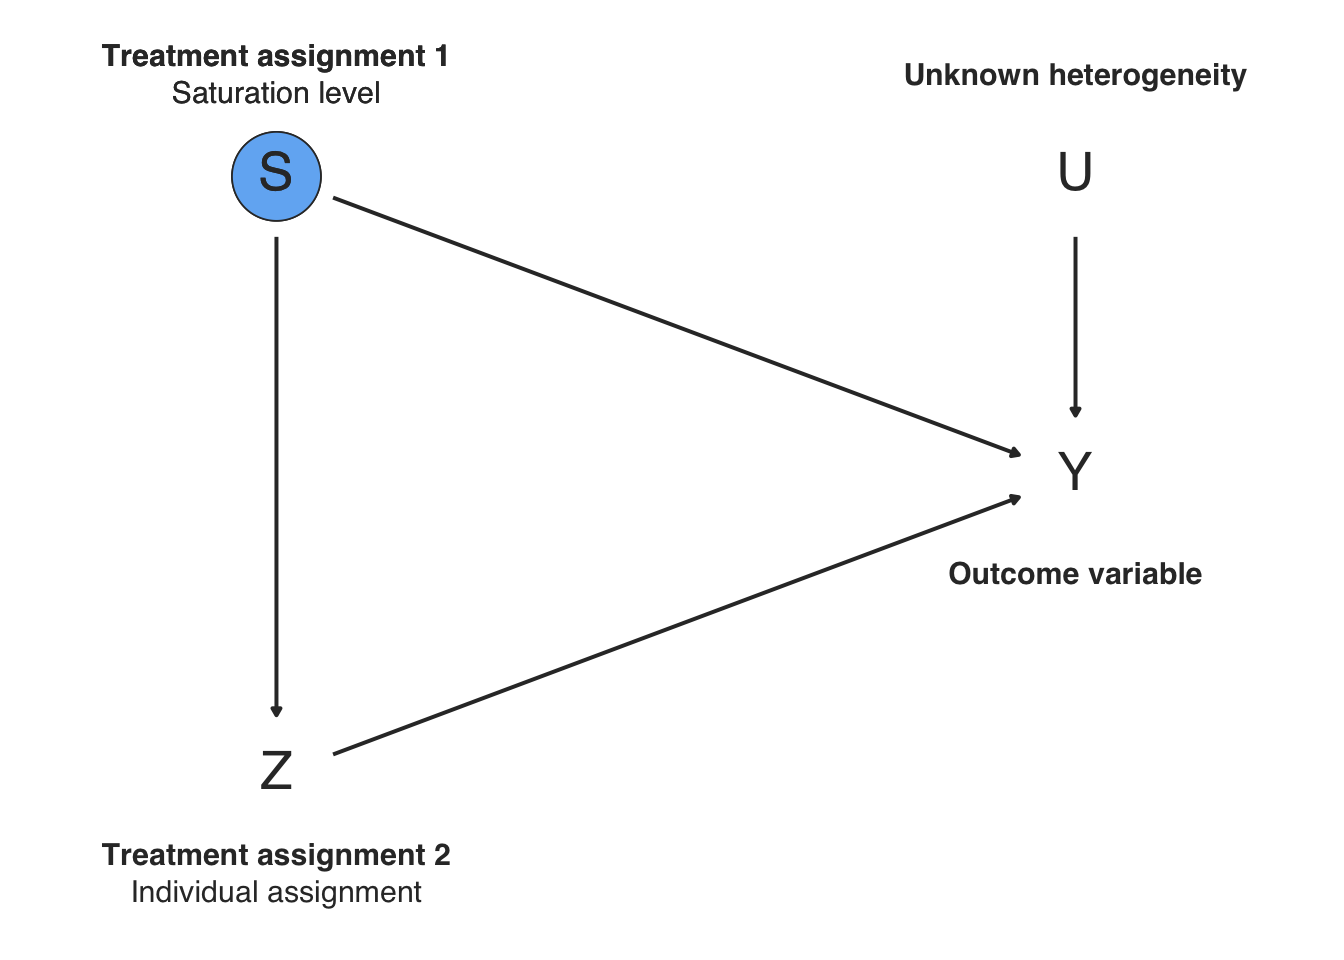 Treatment assignment 1
Saturation level
S
Unknown heterogeneity
U
Y
Outcome variable
Z
Treatment assignment 2
Individual assignment